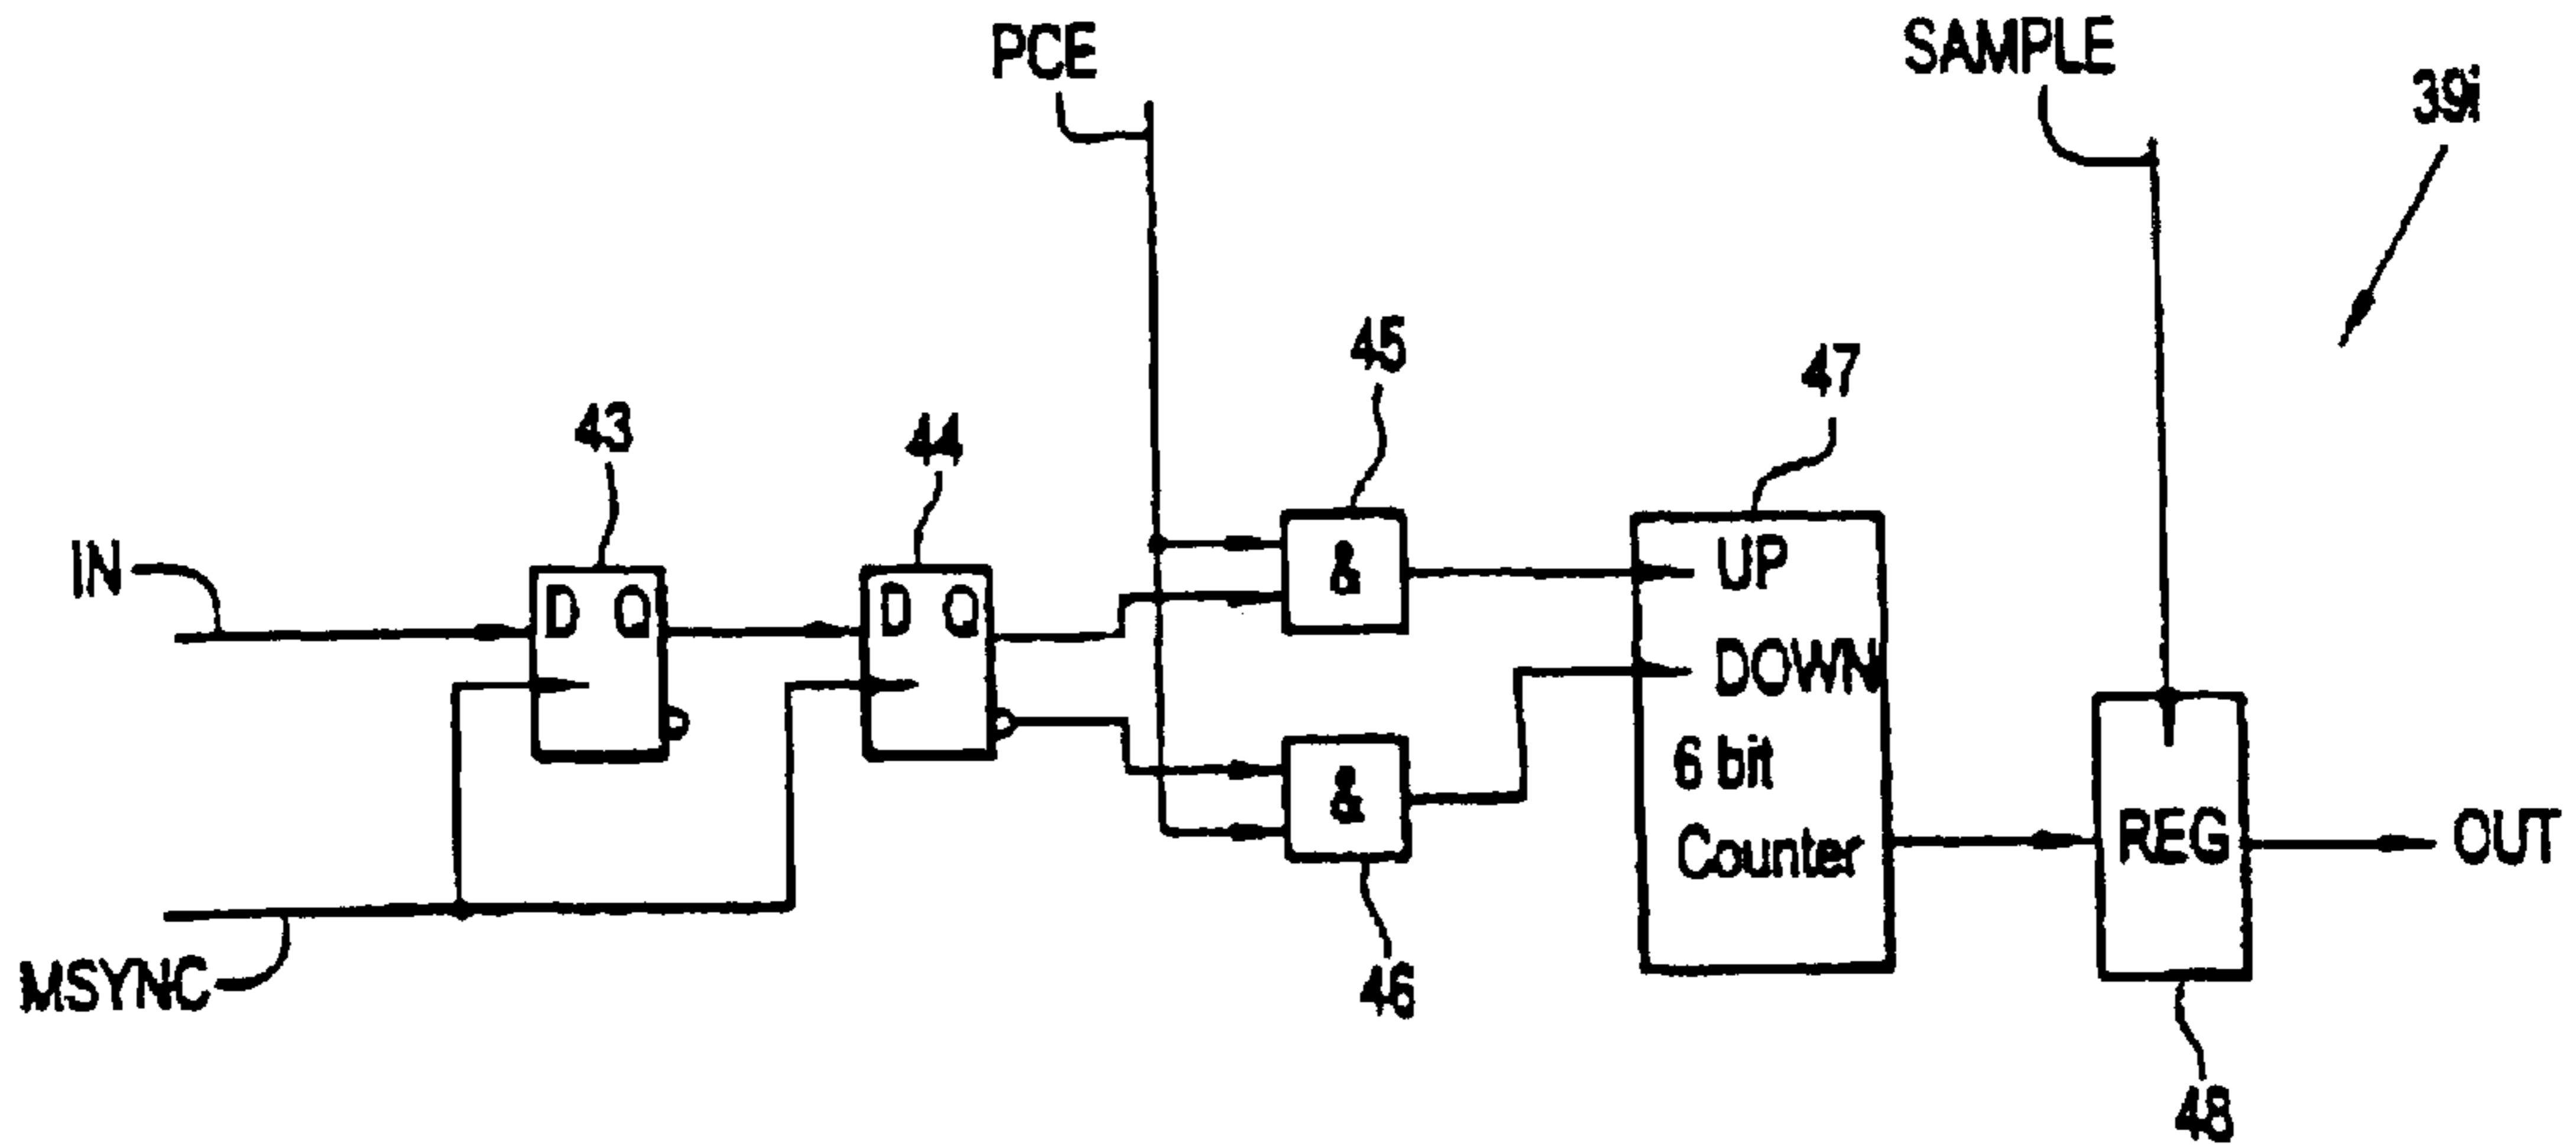 PCE
SAMPLE
39i
45
47
43
44
IN
D Q
D Q
&
UP
DOWN
6 bit
Counter
&
REG
OUT
MSYNC
46
48